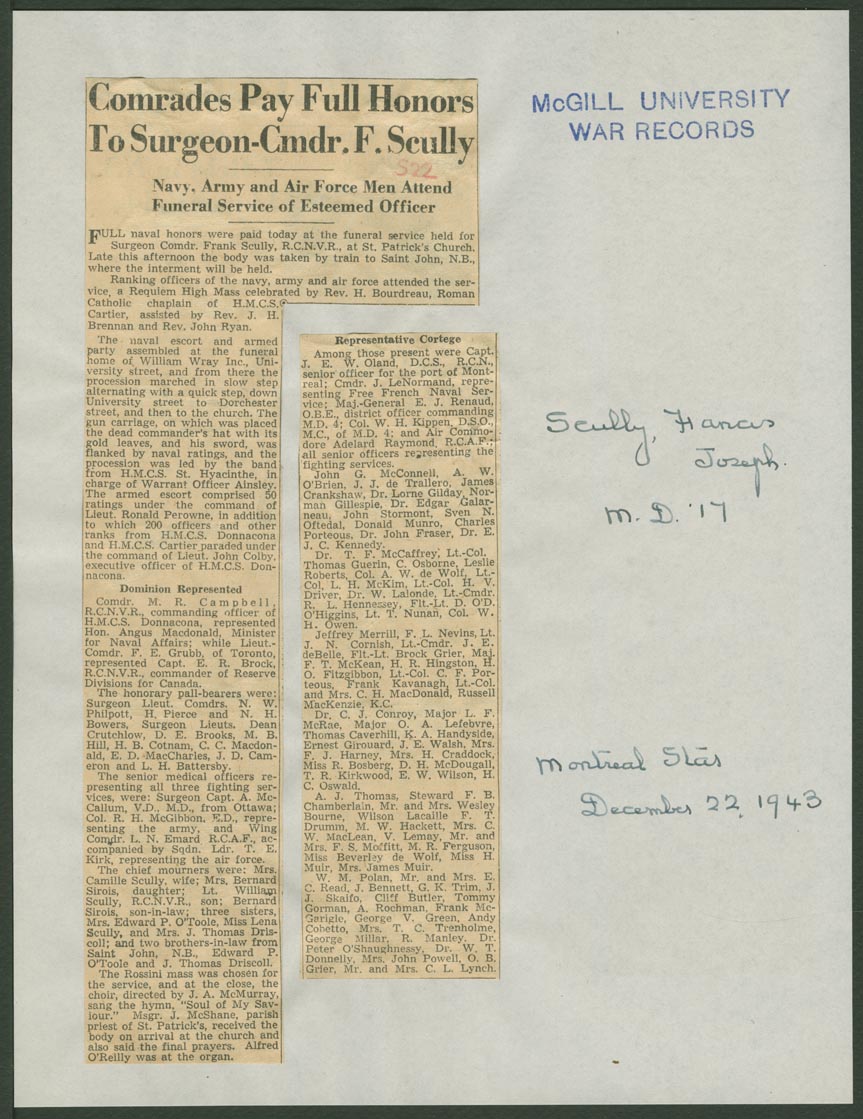 Comrades Pay Full Honors
To Surgeon-Cmdr. F. Scully
S22
Navy, Army and Air Force Men Attend
Funeral Service of Esteemed Officer
FULL naval honors were paid today at the funeral service held for
Surgeon Comdr. Frank Scully, R.C.N.V.R., at St. Patrick's Church.
Late this afternoon the body was taken by train to Saint John, N.B.,
where the interment will be held.
Ranking officers of the navy, army and air force attended the ser-
vice, a Requiem High Mass celebrated by Rev. H. Bourdreau, Roman
Catholic chaplain of H.M.C.S.
Cartier, assisted by Rev. J. H.
Brennan and Rev. John Ryan.
The naval escort and armed
party assembled at the funeral
home of William Wray Inc., Uni-
versity street, and from there the
procession marched in slow step
alternating with a quick step, down
University street to Dorchester
street, and then to the church. The
gun carriage, on which was placed
the dead commander's hat with its
gold leaves, and his sword, was
flanked by naval ratings, and the
procession was led by the band
from H.M.C.S. St. Hyacinthe, in
charge of Warrant Officer Ainsley.
The armed escort comprised 50
ratings under the command of
Lieut. Ronald Perowne, in addition
to which 200 officers and other
ranks from H.M.C.S. Donnacona
and H.M.C.S. Cartier paraded under
the command of Lieut. John Colby,
executive officer of H.M.C.S. Don-
nacona.
Dominion Represented
Comdr. M. R. Campbell,
R.C.N.V.R., commanding officer of
H.M.C.S. Donnacona, represented
Hon. Angus Macdonald, Minister
for Naval Affairs; while Lieut.-
Comdr. F. E. Grubb, of Toronto,
represented Capt. E. R. Brock,
R.C.N.V.R., commander of Reserve
Divisions for Canada.
The honorary pall-bearers were:
Surgeon Lieut. Comdrs. N. W.
Philpott, H. Pierce and N. H.
Bowers, Surgeon Lieuts. Dean
Crutchlow, D. E. Brooks, M. B.
Hill, H. B. Cotnam, C. C. Macdon-
ald, E. D. MacCharles, J. D. Cam-
eron and L. H. Battersby.
The senior medical officers re-
presenting all three fighting ser-
vices, were: Surgeon Capt. A. Mc-
Callum, V.D., M.D., from Ottawa;
Col. R. H. McGibbon, E.D., repre-
senting the army, and Wing
Comdr. L. N. Emard R.C.A.F., ac-
companied by Sqdn. Ldr. T. E.
Kirk, representing the air force.
The chief mourners were: Mrs.
Camille Scully, wife; Mrs. Bernard
Sirois, daughter; Lt. William
Scully, R.C.N.V.R., son; Bernard
Sirois, son-in-law; three sisters,
Mrs. Edward P. O'Toole, Miss Lena
Scully, and Mrs. J. Thomas Dris-
coll; and two brothers-in-law from
Saint John, N.B., Edward P.
O'Toole and J. Thomas Driscoll.
The Rossini mass was chosen for
the service, and at the close, the
choir, directed by J. A. McMurray,
sang the hymn, "Soul of My Sav-
iour." Msgr. J. McShane, parish
priest of St. Patrick's, received the
body on arrival at the church and
also said the final prayers. Alfred
O'Reilly was at the organ.
Representative Cortege
Among those present were Capt.
J. E. W. Oland, D.C.S., R.C.N.,
senior officer for the port of Mont-
real; Cmdr. J. LeNormand, repre-
senting Free French Naval Ser-
vice; Maj.-General E. J. Renaud,
O.B.E., district officer commanding
M.D. 4; Col. W. H. Kippen, D.S.O.,
M.C., of M.D. 4; and Air Commo-
dore Adelard Raymond, R.C.A.F.;
all senior officers representing the
fighting services.
John G. McConnell, A. W.
O'Brien, J. J. de Trallero, James
Crankshaw, Dr. Lorne Gilday, Nor-
man Gillespie, Dr. Edgar Galar-
neau, John Stormont, Sven N.
Oftedal, Donald Munro, Charles
Porteous, Dr. John Fraser, Dr. E.
J. C. Kennedy.
Dr. T. F. McCaffrey, Lt.-Col.
Thomas Guerin, C. Osborne, Leslie
Roberts, Col. A. W. de Wolf, Lt.-
Col. L. H. McKim, Lt.-Col. H. V.
Driver, Dr. W. Lalonde, Lt.-Cmdr.
R. L. Hennessey, Flt.-Lt. D. O'D.
O'Higgins, Lt. T. Nunan, Col. W.
H. Owen.
Jeffrey Merrill, F. L. Nevins, Lt.
J. N. Cornish, Lt.-Cmdr. J. E.
deBelle, Flt.-Lt. Brock Grier, Maj.
F. T. McKean, H. R. Hingston, H.
O. Fitzgibbon, Lt.-Col. C. F. Por-
teous, Frank Kavanagh, Lt.-Col.
and Mrs. C. H. MacDonald, Russell
MacKenzie, K.C.
Dr. C. J. Conroy, Major L. F.
McRae, Major O. A. Lefebvre,
Thomas Caverhill, K. A. Handyside,
Ernest Girouard, J. E. Walsh, Mrs.
F. J. Harney, Mrs. H. Craddock,
Miss R. Bosberg, D. H. McDougall,
T. R. Kirkwood, E. W. Wilson, H.
C. Oswald.
A. J. Thomas, Steward F. B.
Chamberlain, Mr. and Mrs. Wesley
Bourne, Wilson Lacaille F. T.
Drumm, M. W. Hackett, Mrs. C.
W. MacLean, V. Lemay, Mr. and
Mrs. F. S. Moffitt, M. R. Ferguson,
Miss Beverley de Wolf, Miss H.
Muir, Mrs. James Muir.
W. M. Polan, Mr. and Mrs. E.
C. Read, J. Bennett, G. K. Trim, J.
J. Skaifo, Cliff Butler, Tommy
Gorman, A. Rochman, Frank Mc-
Garigle, George V. Green, Andy
Cobetto, Mrs. T. C. Trenholme,
George Millar, R. Manley, Dr.
Peter O'Shaughnessy, Dr. W. T.
Donnelly, Mrs. John Powell, O. B.
Grier, Mr. and Mrs. C. L. Lynch.
McGILL UNIVERSITY
WAR RECORDS
Scully, Francis
Joseph.
M.D. '17
Montreal Star
December 22, 1943